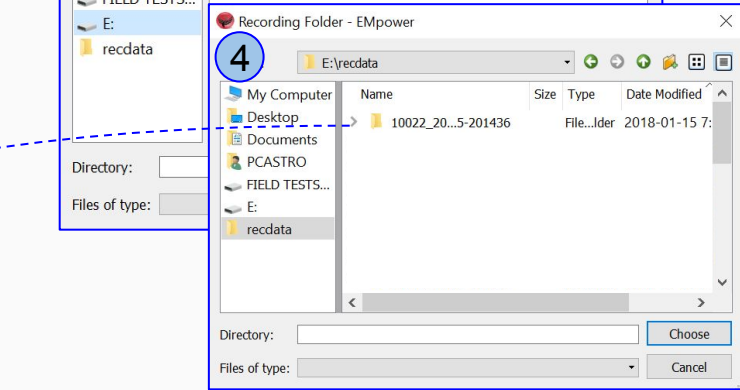 FIELD TESTS...
E:
recdata
Directory:
Files of type:
Recording Folder - EMpower
4
E:\recdata
My Computer
Desktop
Documents
PCASTRO
FIELD TESTS...
E:
recdata
Name Size Type Date Modified
10022_20...5-201436 File...lder 2018-01-15 7:
Directory:
Choose
Files of type:
Cancel